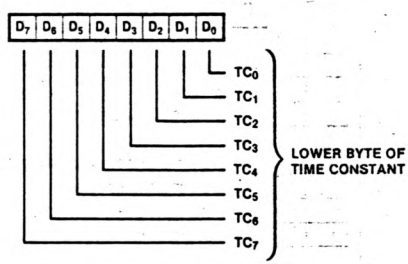 D7 D6 D5 D4 D3 D2 D1 D0
TC0
TC1
TC2
TC3
LOWER BYTE OF
TIME CONSTANT
TC4
TC5
TC6
TC7